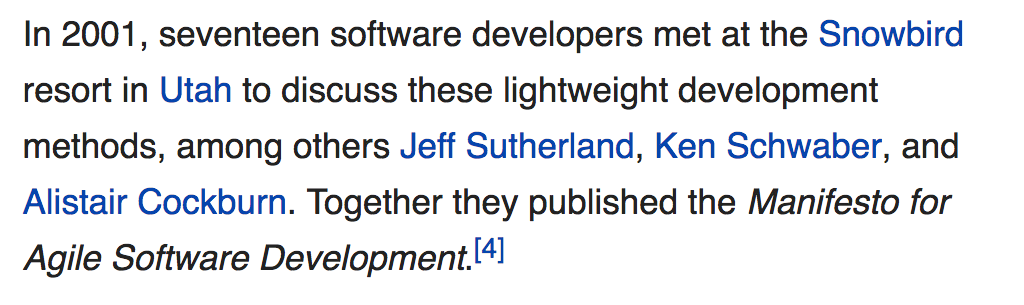 In 2001, seventeen software developers met at the Snowbird
resort in Utah to discuss these lightweight development
methods, among others Jeff Sutherland, Ken Schwaber, and
Alistair Cockburn. Together they published the Manifesto for
Agile Software Development.[4]